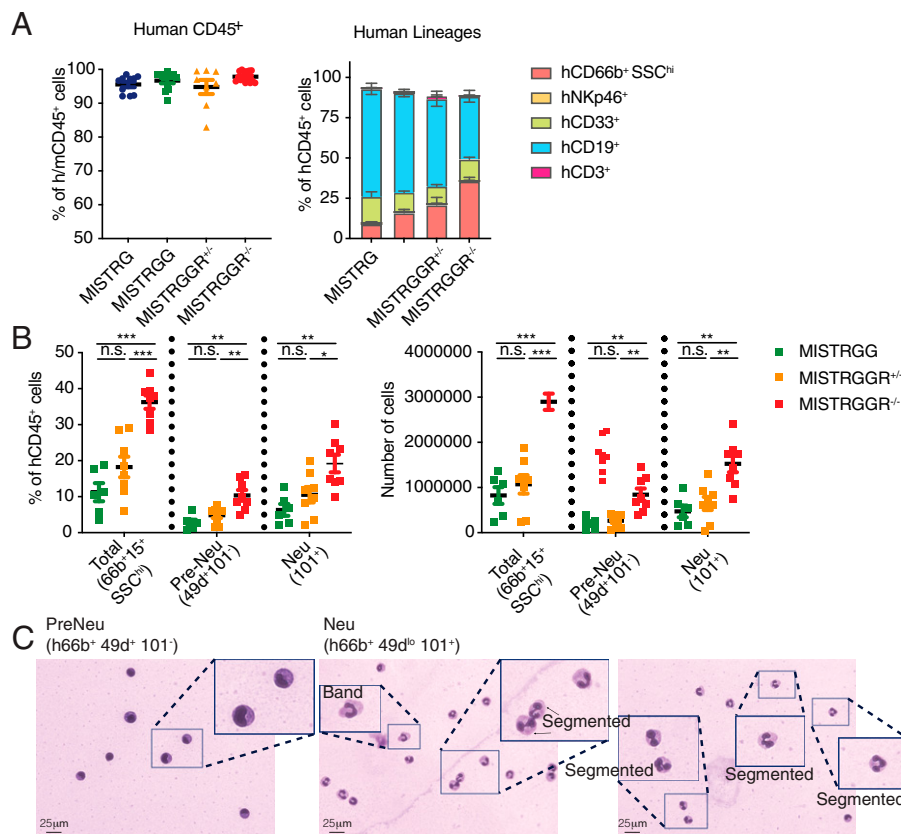 A
Human CD45+
% of h/mCD45+ cells
100
90
80
70
60
50
MISTRG
MISTRGG
MISTRGGR+/-
MISTRGGR-/-
Human Lineages
% of hCD45+ cells
100
75
50
25
0
MISTRG
MISTRGGR+/-
MISTRGGR-/-
hCD66b+ SSChi
hNKp46+
hCD33+
hCD19+
hCD3+
B
% of hCD45+ cells
50
40
30
20
10
0
***
n.s. ***
**
n.s. **
**
n.s. *
Total
(66b+15+
SSChi)
Pre-Neu
(49d+101-)
Neu
(101+)
Number of cells
4000000
3000000
2000000
1000000
0
***
n.s. ***
**
n.s. **
**
n.s. **
Total
(66b+15+
SSChi)
Pre-Neu
(49d+101-)
Neu
(101+)
MISTRGG
MISTRGGR+/-
MISTRGGR-/-
C
PreNeu
(h66b+ 49d+ 101-)
Neu
(h66b+ 49dlo 101+)
Band
Segmented
Segmented
Segmented
Segmented
25μm
25μm
25μm